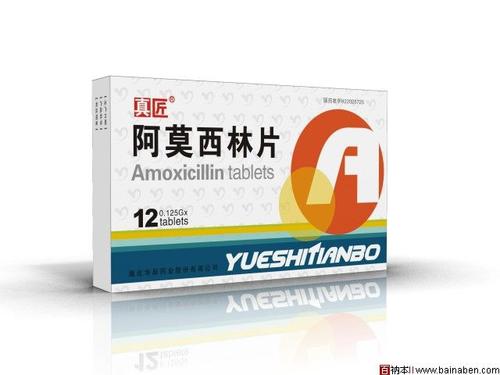 真匠®
阿莫西林片
Amoxicillin tablets
12 0.125Gx
tablets
YUESHITIANBO
百纳本||www.bainaben.com